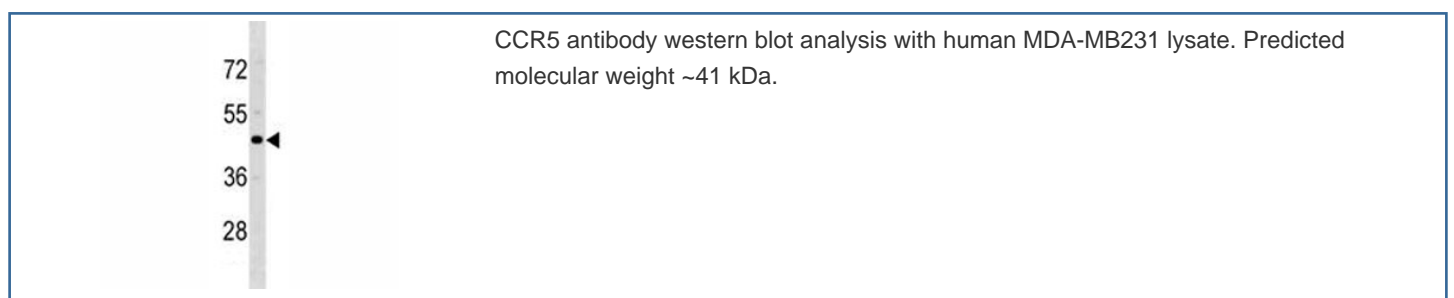 72
55
36
28
CCR5 antibody western blot analysis with human MDA-MB231 lysate. Predicted
molecular weight ~41 kDa.